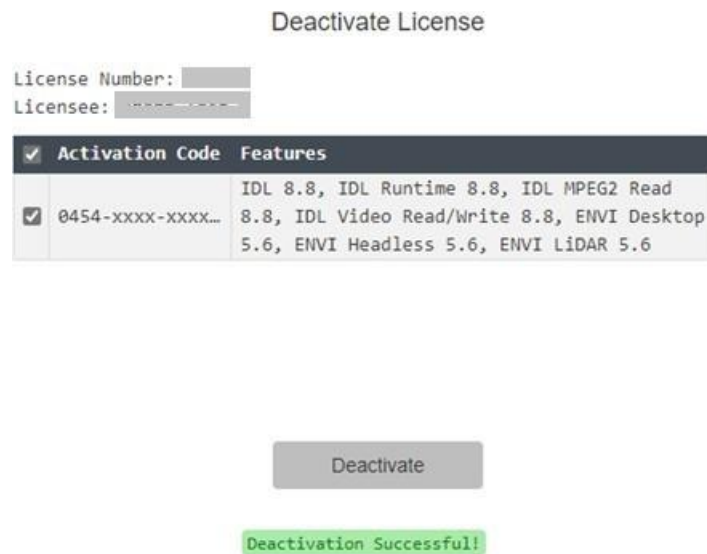 Deactivate License
License Number:
Licensee:
Activation Code Features
0454-xxxx-xxxx… IDL 8.8, IDL Runtime 8.8, IDL MPEG2 Read
8.8, IDL Video Read/Write 8.8, ENVI Desktop
5.6, ENVI Headless 5.6, ENVI LiDAR 5.6
Deactivate
Deactivation Successful!